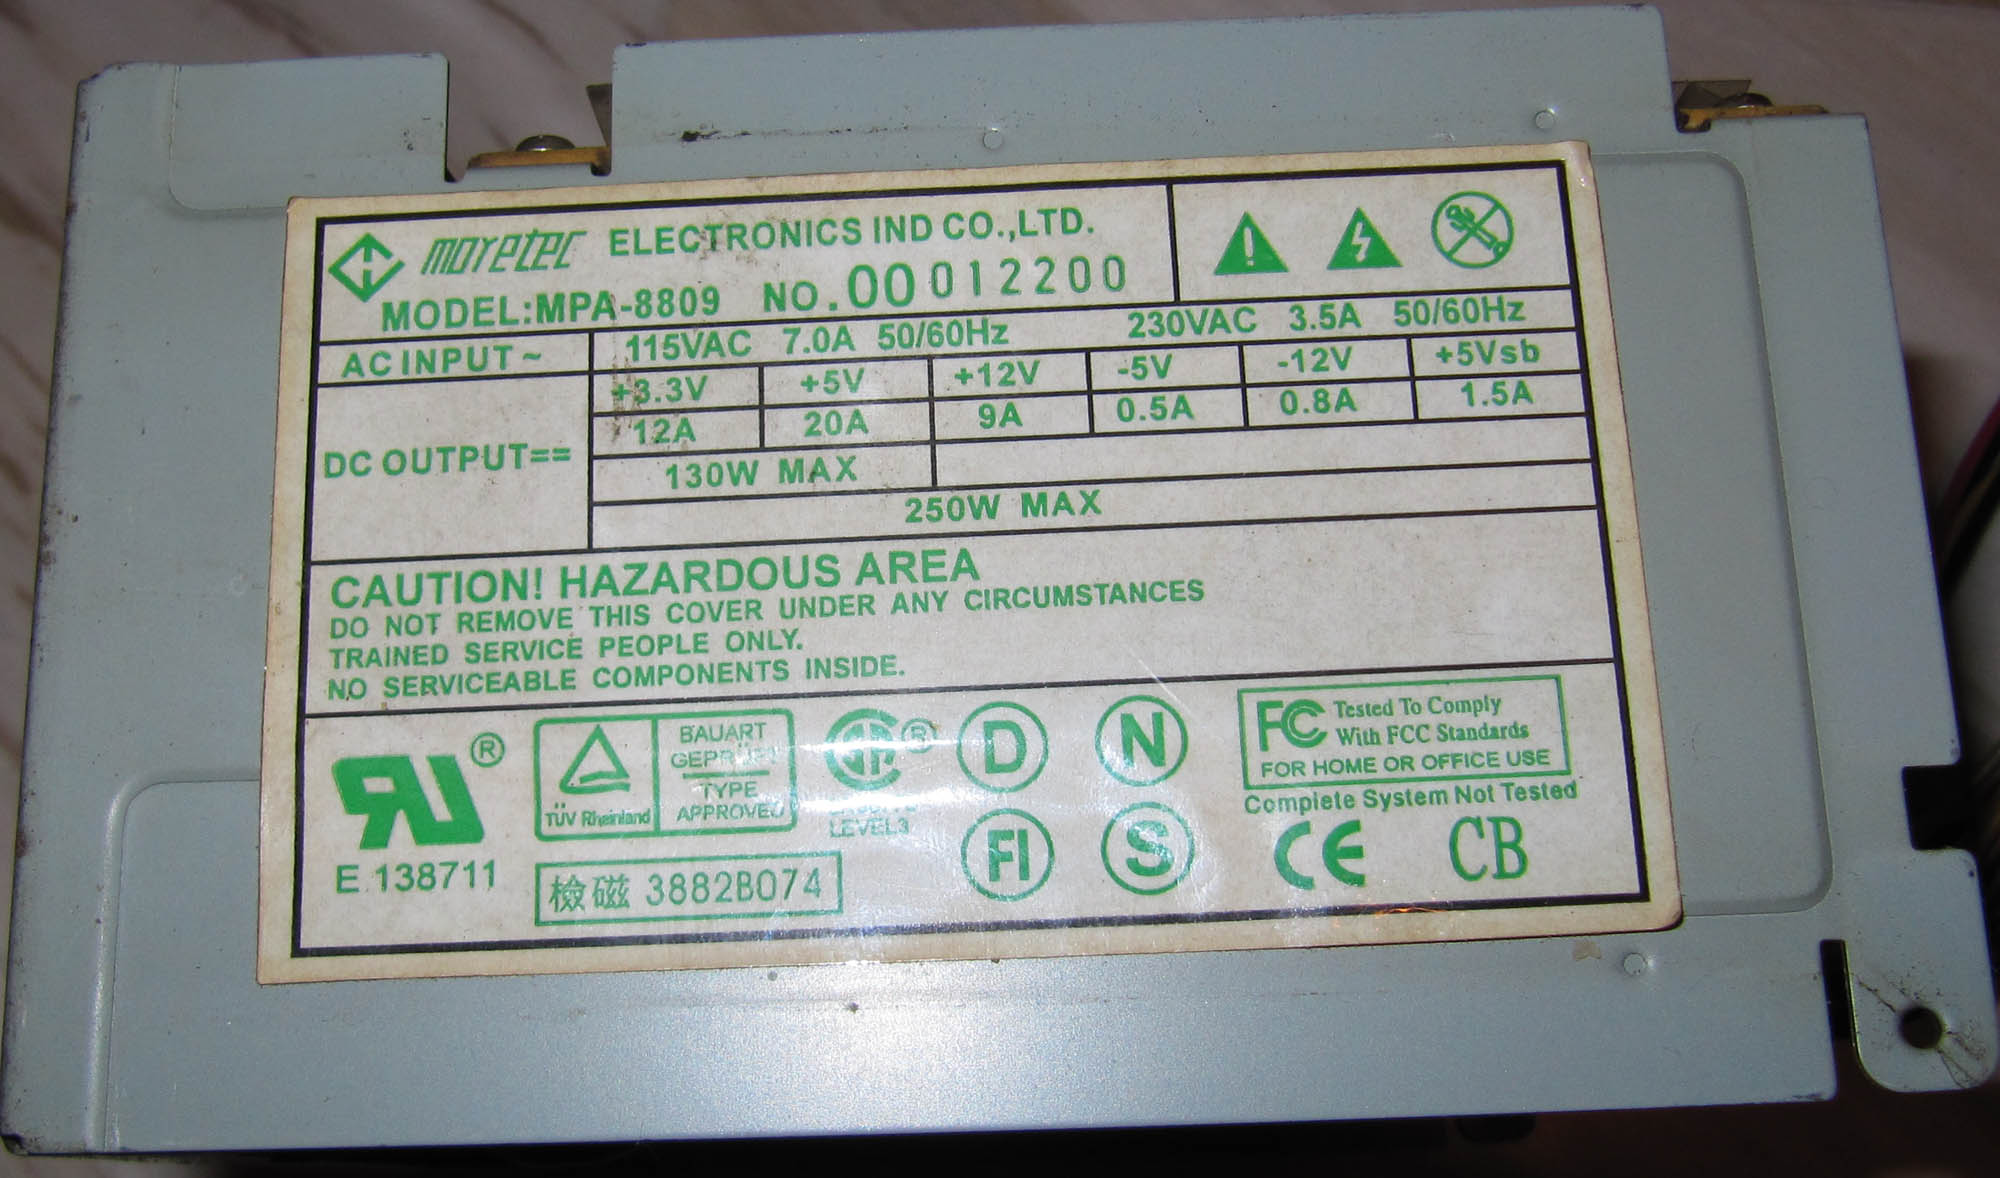 moretec ELECTRONICS IND CO.,LTD.
MODEL:MPA-8809 NO.00012200
AC INPUT ~ 115VAC 7.0A 50/60Hz 230VAC 3.5A 50/60Hz
DC OUTPUT==
+3.3V +5V +12V -5V -12V +5Vsb
12A 20A 9A 0.5A 0.8A 1.5A
130W MAX
250W MAX
CAUTION! HAZARDOUS AREA
DO NOT REMOVE THIS COVER UNDER ANY CIRCUMSTANCES
TRAINED SERVICE PEOPLE ONLY.
NO SERVICEABLE COMPONENTS INSIDE.
RU ®
E 138711
TÜV Rheinland
BAUART
GEPRÜFT
TYPE
APPROVED
檢磁 3882B074
®
LEVEL3
D N
FI S
FC Tested To Comply
With FCC Standards
FOR HOME OR OFFICE USE
Complete System Not Tested
CE CB